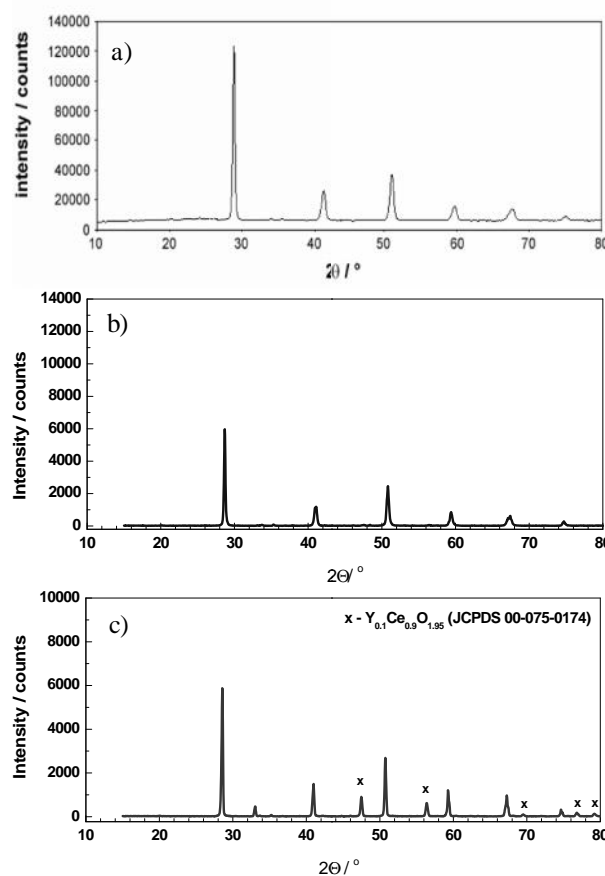 a)
intensity / counts
140000
120000
100000
80000
60000
40000
20000
0
10 20 30 40 50 60 70 80
2θ / °
b)
Intensity / counts
14000
12000
10000
8000
6000
4000
2000
0
10 20 30 40 50 60 70 80
2Θ/ °
c)
x - Y0.1Ce0.9O1.95 (JCPDS 00-075-0174)
Intensity / counts
10000
8000
6000
4000
2000
0
x x x x x
10 20 30 40 50 60 70 80
2Θ/ °